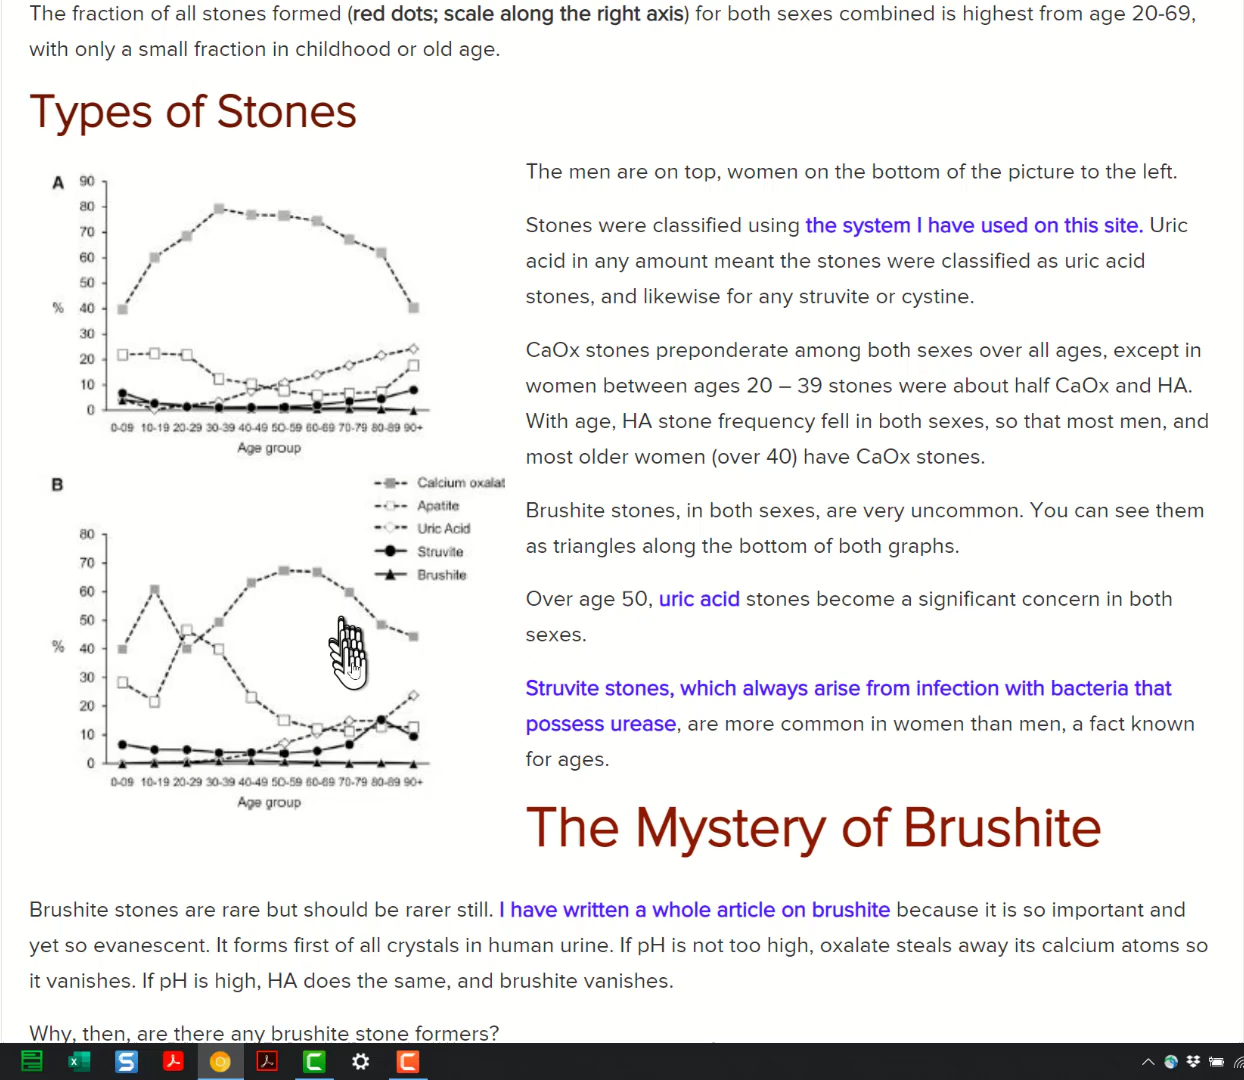 The fraction of all stones formed (red dots; scale along the right axis) for both sexes combined is highest from age 20-69,
with only a small fraction in childhood or old age.
Types of Stones
A
90
80
70
60
50
% 40
30
20
10
0
0-09 10-19 20-29 30-39 40-49 50-59 60-69 70-79 80-89 90+
Age group
B
Calcium oxalat
Apatite
Uric Acid
Struvite
Brushite
80
70
60
50
% 40
30
20
10
0
0-09 10-19 20-29 30-39 40-49 50-59 60-69 70-79 80-89 90+
Age group
The men are on top, women on the bottom of the picture to the left.
Stones were classified using the system I have used on this site. Uric
acid in any amount meant the stones were classified as uric acid
stones, and likewise for any struvite or cystine.
CaOx stones preponderate among both sexes over all ages, except in
women between ages 20 – 39 stones were about half CaOx and HA.
With age, HA stone frequency fell in both sexes, so that most men, and
most older women (over 40) have CaOx stones.
Brushite stones, in both sexes, are very uncommon. You can see them
as triangles along the bottom of both graphs.
Over age 50, uric acid stones become a significant concern in both
sexes.
Struvite stones, which always arise from infection with bacteria that
possess urease, are more common in women than men, a fact known
for ages.
The Mystery of Brushite
Brushite stones are rare but should be rarer still. I have written a whole article on brushite because it is so important and
yet so evanescent. It forms first of all crystals in human urine. If pH is not too high, oxalate steals away its calcium atoms so
it vanishes. If pH is high, HA does the same, and brushite vanishes.
Why, then, are there any brushite stone formers?